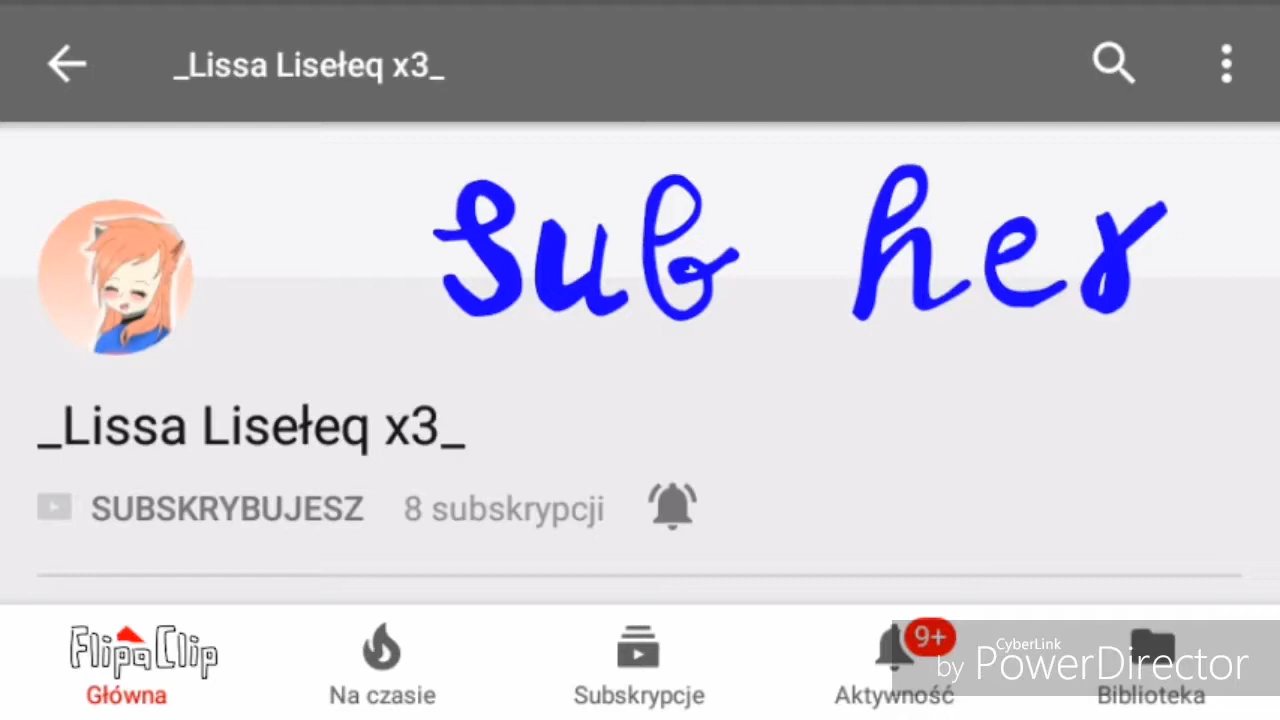 _Lissa Lisełeq x3_
Sub her
_Lissa Lisełeq x3_
SUBSKRYBUJESZ 8 subskrypcji
FlipaClip
9+
CyberLink
by PowerDirector
Główna Na czasie Subskrypcje Aktywność Biblioteka